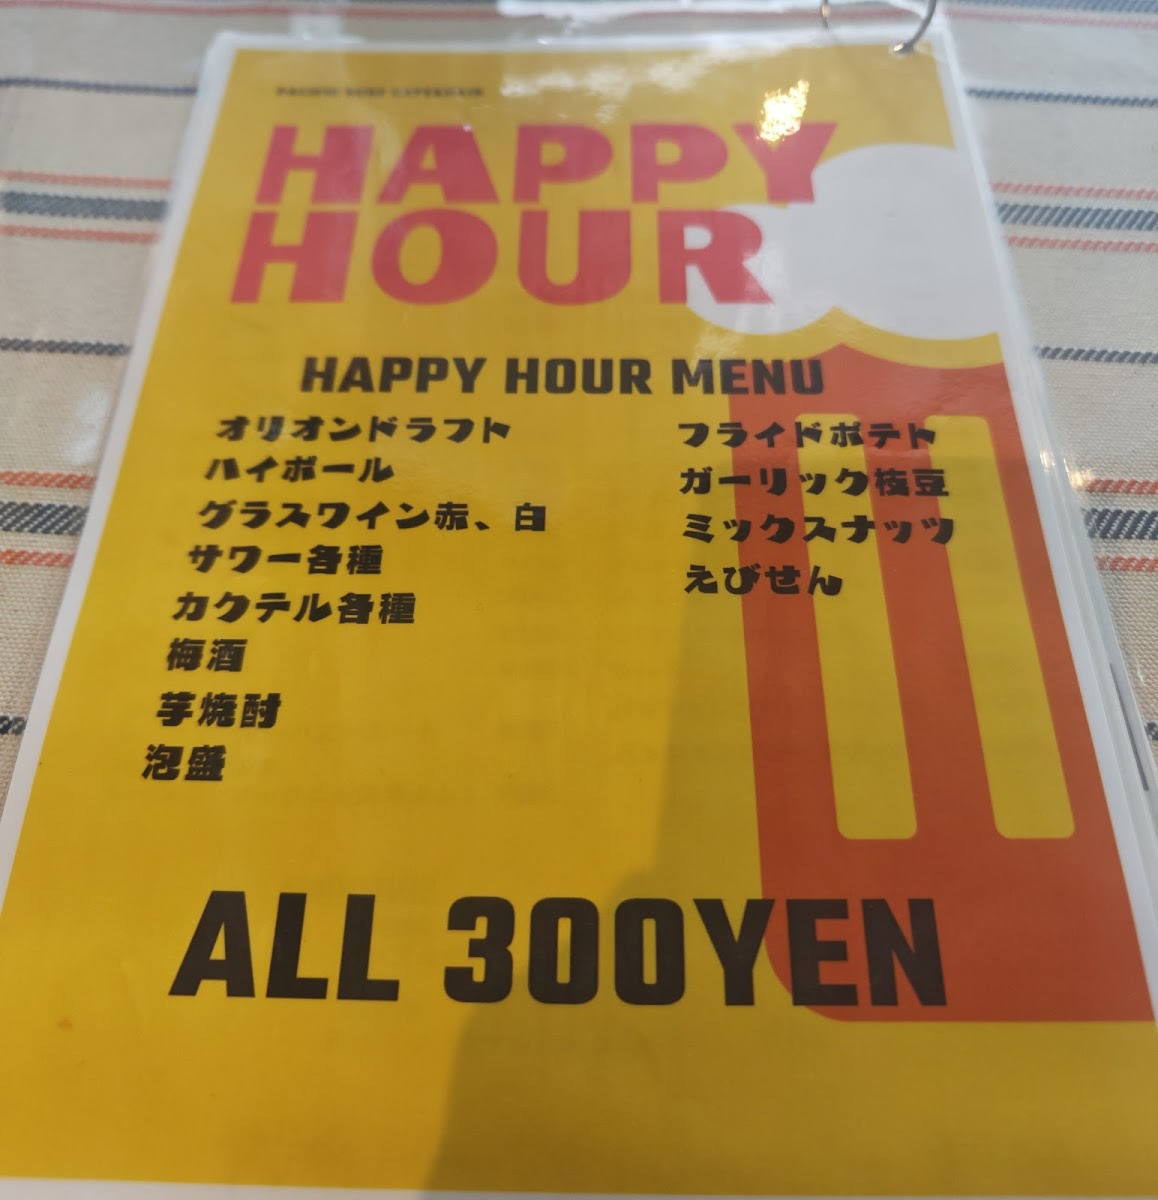 HAPPY
HOUR
HAPPY HOUR MENU
オリオンドラフト
ハイボール
グラスワイン赤、白
サワー各種
カクテル各種
梅酒
芋焼酎
泡盛
フライドポテト
ガーリック枝豆
ミックスナッツ
えびせん
ALL 300YEN